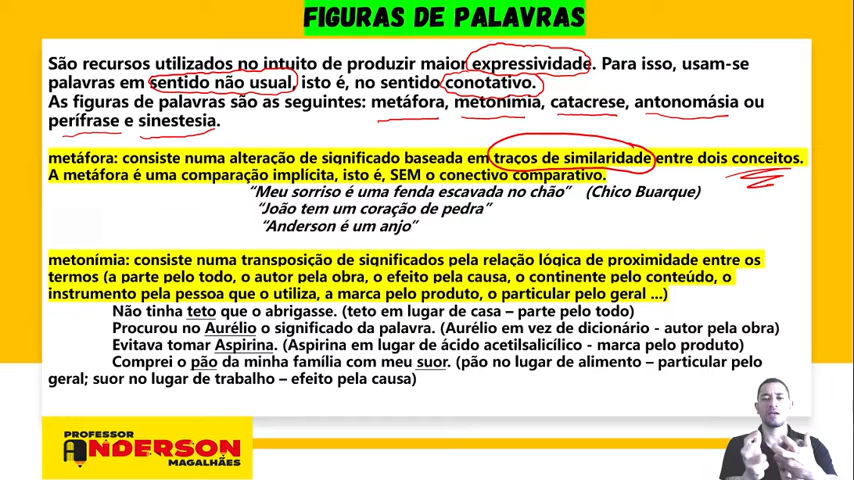 FIGURAS DE PALAVRAS
São recursos utilizados no intuito de produzir maior expressividade. Para isso, usam-se
palavras em sentido não usual, isto é, no sentido conotativo.
As figuras de palavras são as seguintes: metáfora, metonímia, catacrese, antonomásia ou
perífrase e sinestesia.
metáfora: consiste numa alteração de significado baseada em traços de similaridade entre dois conceitos.
A metáfora é uma comparação implícita, isto é, SEM o conectivo comparativo.
"Meu sorriso é uma fenda escavada no chão" (Chico Buarque)
"João tem um coração de pedra"
"Anderson é um anjo"
metonímia: consiste numa transposição de significados pela relação lógica de proximidade entre os
termos (a parte pelo todo, o autor pela obra, o efeito pela causa, o continente pelo conteúdo, o
instrumento pela pessoa que o utiliza, a marca pelo produto, o particular pelo geral ...)
Não tinha teto que o abrigasse. (teto em lugar de casa – parte pelo todo)
Procurou no Aurélio o significado da palavra. (Aurélio em vez de dicionário - autor pela obra)
Evitava tomar Aspirina. (Aspirina em lugar de ácido acetilsalicílico - marca pelo produto)
Comprei o pão da minha família com meu suor. (pão no lugar de alimento – particular pelo
geral; suor no lugar de trabalho – efeito pela causa)
PROFESSOR
ANDERSON
MAGALHÃES